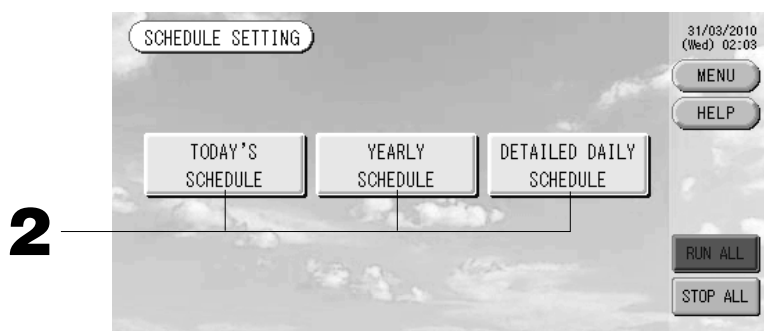 SCHEDULE SETTING
31/03/2010
(Wed) 02:03
MENU
HELP
TODAY'S
SCHEDULE
YEARLY
SCHEDULE
DETAILED DAILY
SCHEDULE
2
RUN ALL
STOP ALL